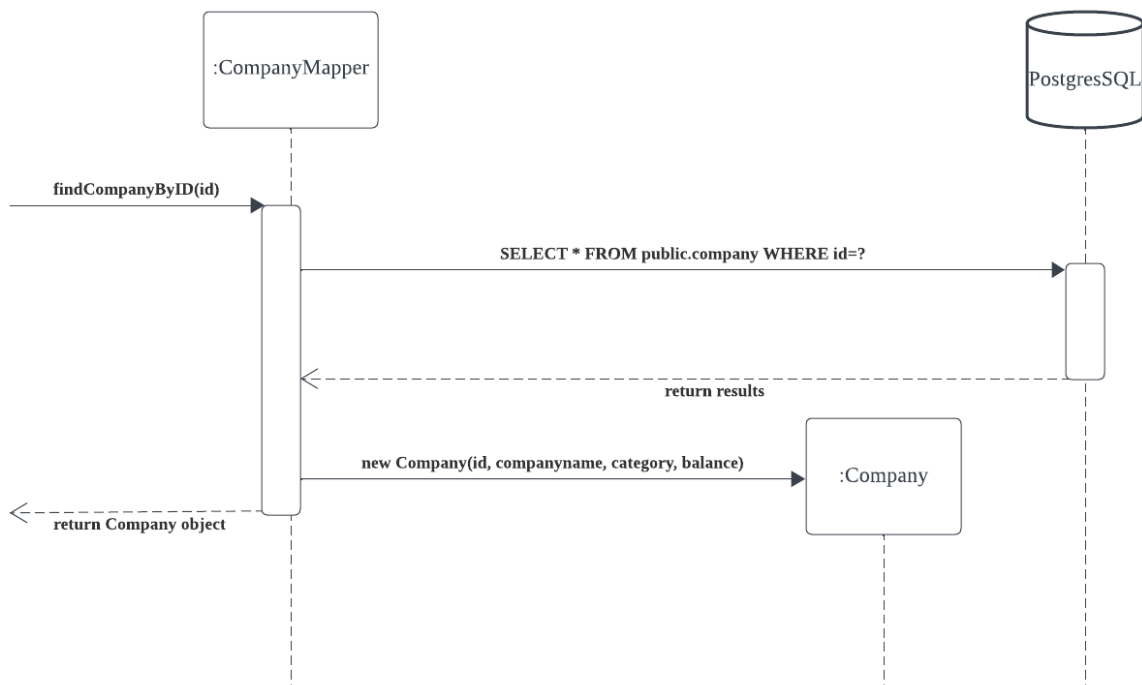 :CompanyMapper
PostgresSQL
findCompanyByID(id)
SELECT * FROM public.company WHERE id=?
return results
new Company(id, companyname, category, balance)
:Company
return Company object